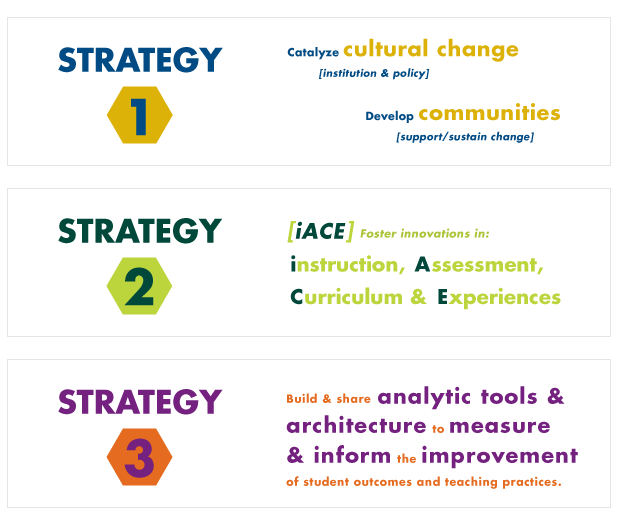 STRATEGY
1
Catalyze cultural change
[institution & policy]
Develop communities
[support/sustain change]
STRATEGY
2
[iACE] Foster innovations in:
instruction, Assessment,
Curriculum & Experiences
STRATEGY
3
Build & share analytic tools &
architecture to measure
& inform the improvement
of student outcomes and teaching practices.